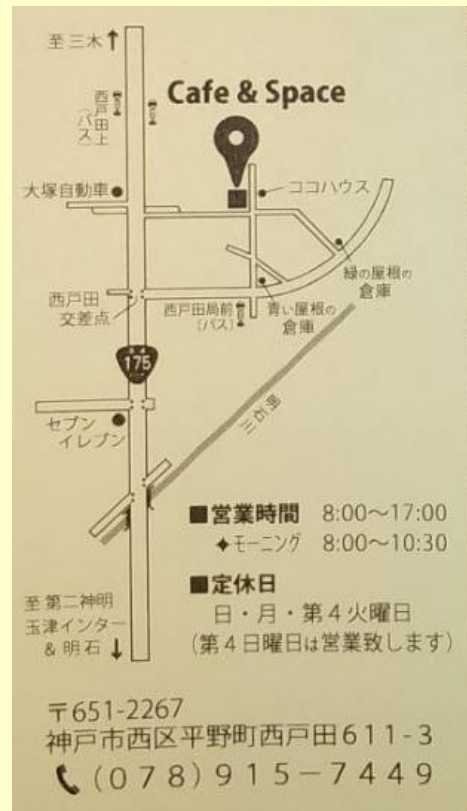 至 三木
Cafe & Space
西戸田上
(バス)
大塚自動車
ココハウス
緑の屋根の
倉庫
西戸田
交差点
西戸田局前
(バス)
青い屋根の
倉庫
175
明石川
セブン
イレブン
■営業時間 8:00〜17:00
✦モーニング 8:00〜10:30
■定休日
日・月・第4火曜日
(第4日曜日は営業致します)
至 第二神明
玉津インター
& 明石
〒651-2267
神戸市西区平野町西戸田611-3
(078)915-7449